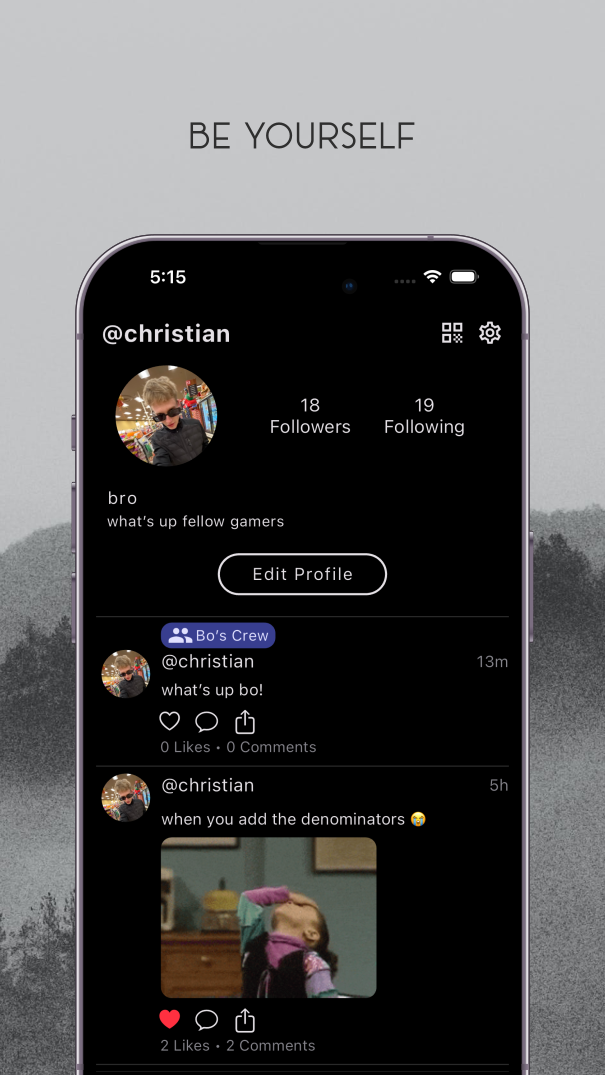 BE YOURSELF
5:15
@christian
18 19
Followers Following
bro
what's up fellow gamers
Edit Profile
Bo's Crew
@christian 13m
what's up bo!
0 Likes • 0 Comments
@christian 5h
when you add the denominators 😭
2 Likes • 2 Comments